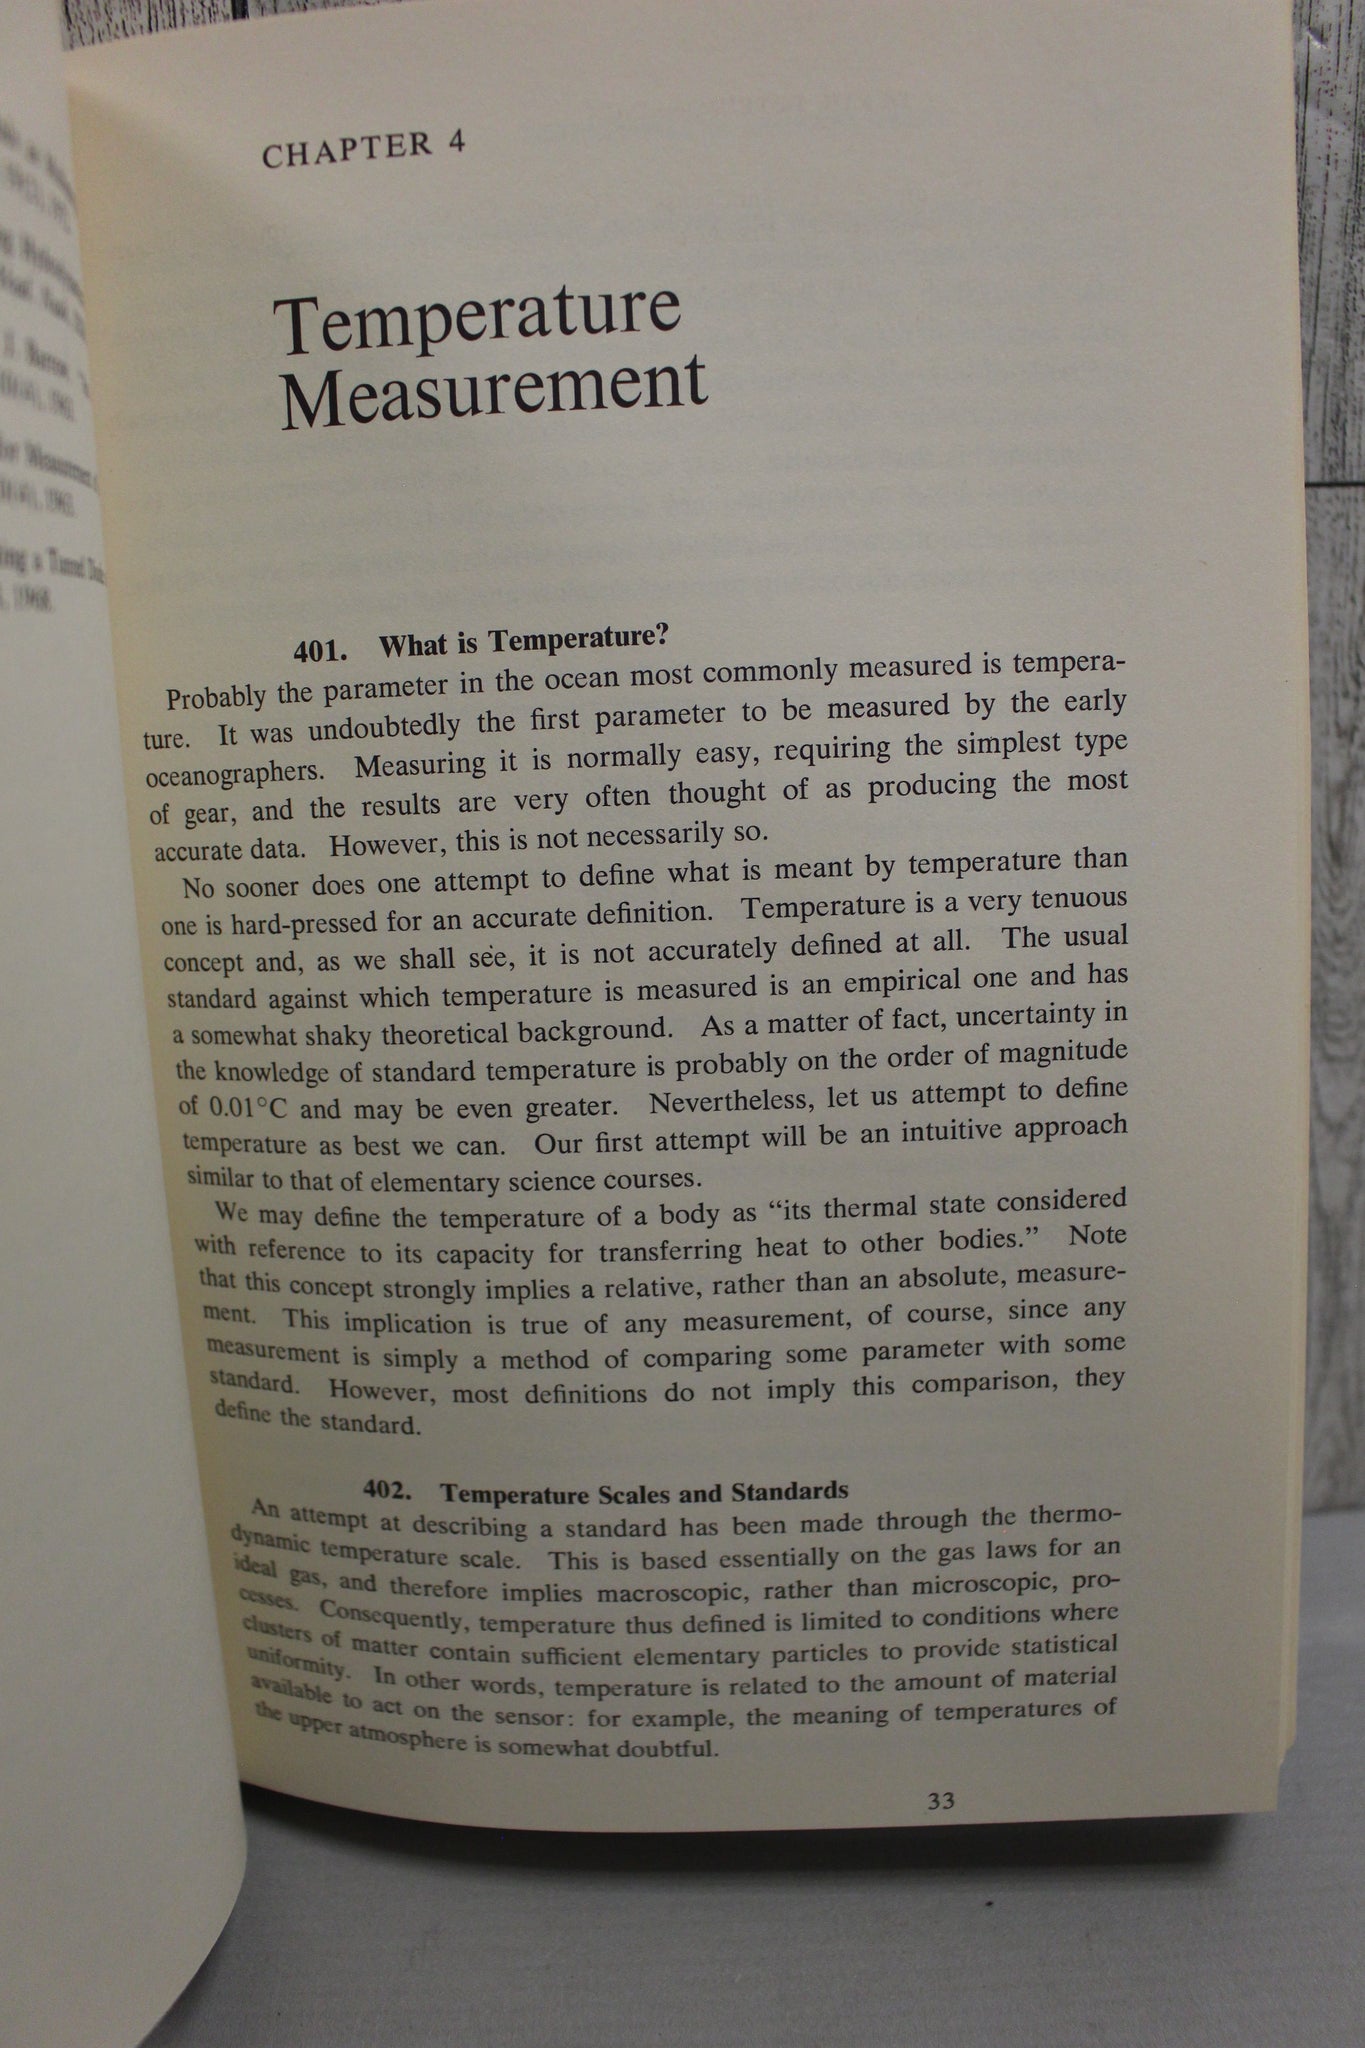 CHAPTER 4
Temperature
Measurement
401. What is Temperature?
Probably the parameter in the ocean most commonly measured is tempera-
ture. It was undoubtedly the first parameter to be measured by the early
oceanographers. Measuring it is normally easy, requiring the simplest type
of gear, and the results are very often thought of as producing the most
accurate data. However, this is not necessarily so.
No sooner does one attempt to define what is meant by temperature than
one is hard-pressed for an accurate definition. Temperature is a very tenuous
concept and, as we shall see, it is not accurately defined at all. The usual
standard against which temperature is measured is an empirical one and has
a somewhat shaky theoretical background. As a matter of fact, uncertainty in
the knowledge of standard temperature is probably on the order of magnitude
of 0.01°C and may be even greater. Nevertheless, let us attempt to define
temperature as best we can. Our first attempt will be an intuitive approach
similar to that of elementary science courses.
We may define the temperature of a body as “its thermal state considered
with reference to its capacity for transferring heat to other bodies.” Note
that this concept strongly implies a relative, rather than an absolute, measure-
ment. This implication is true of any measurement, of course, since any
measurement is simply a method of comparing some parameter with some
standard. However, most definitions do not imply this comparison, they
define the standard.
402. Temperature Scales and Standards
An attempt at describing a standard has been made through the thermo-
dynamic temperature scale. This is based essentially on the gas laws for an
ideal gas, and therefore implies macroscopic, rather than microscopic, pro-
cesses. Consequently, temperature thus defined is limited to conditions where
clusters of matter contain sufficient elementary particles to provide statistical
uniformity. In other words, temperature is related to the amount of material
available to act on the sensor: for example, the meaning of temperatures of
the upper atmosphere is somewhat doubtful.
33